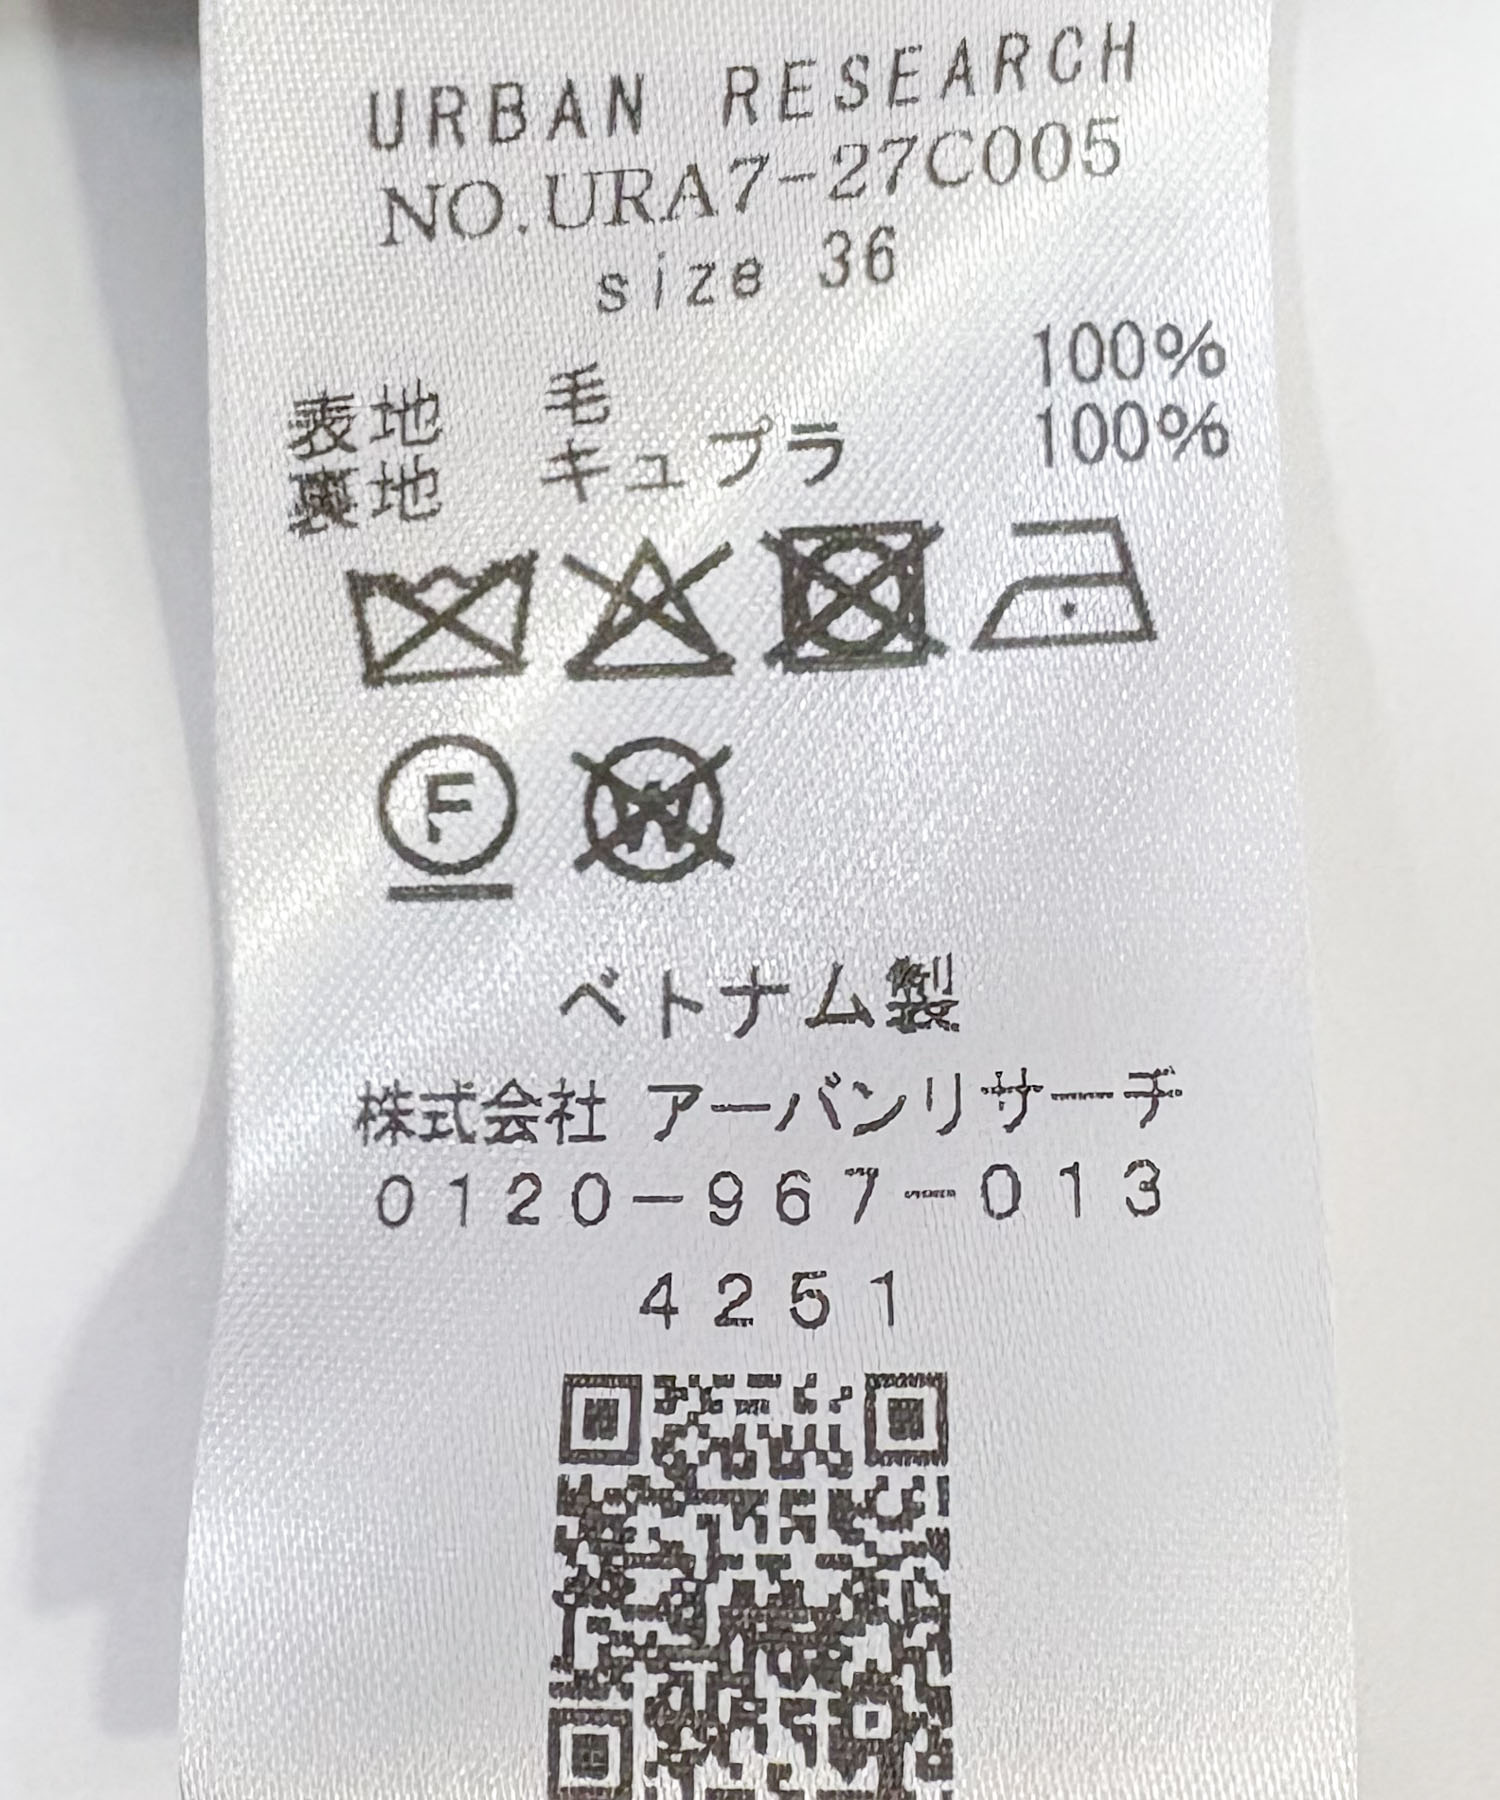 URBAN RESEARCH
NO.URA7-27C005
size 36
表地 毛 100%
裏地 キュプラ 100%
F
W
ベトナム製
株式会社 アーバンリサーチ
0120-967-013
4251